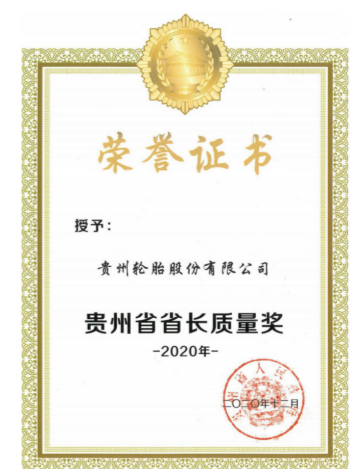 荣誉证书
授予：
贵州轮胎股份有限公司
贵州省省长质量奖
-2020年-
二〇二〇年十二月